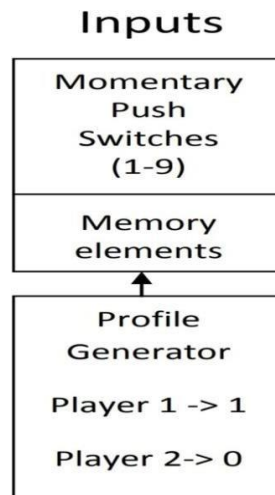 Inputs
Momentary
Push
Switches
(1-9)
Memory
elements
Profile
Generator
Player 1 -> 1
Player 2-> 0